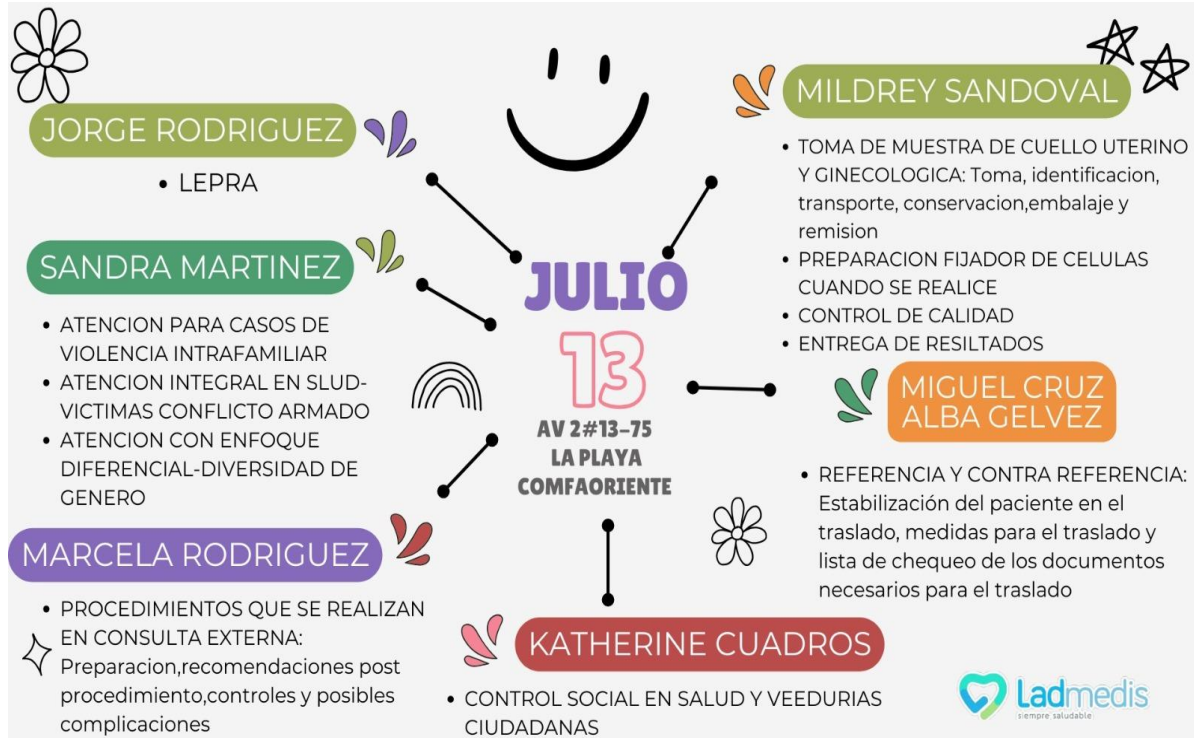 JORGE RODRIGUEZ
• LEPRA
SANDRA MARTINEZ
• ATENCION PARA CASOS DE
VIOLENCIA INTRAFAMILIAR
• ATENCION INTEGRAL EN SLUD-
VICTIMAS CONFLICTO ARMADO
• ATENCION CON ENFOQUE
DIFERENCIAL-DIVERSIDAD DE
GENERO
MARCELA RODRIGUEZ
• PROCEDIMIENTOS QUE SE REALIZAN
EN CONSULTA EXTERNA:
Preparacion,recomendaciones post
procedimiento,controles y posibles
complicaciones
JULIO
13
AV 2#13-75
LA PLAYA
COMFAORIENTE
KATHERINE CUADROS
• CONTROL SOCIAL EN SALUD Y VEEDURIAS
CIUDADANAS
MILDREY SANDOVAL
• TOMA DE MUESTRA DE CUELLO UTERINO
Y GINECOLOGICA: Toma, identificacion,
transporte, conservacion,embalaje y
remision
• PREPARACION FIJADOR DE CELULAS
CUANDO SE REALICE
• CONTROL DE CALIDAD
• ENTREGA DE RESILTADOS
MIGUEL CRUZ
ALBA GELVEZ
• REFERENCIA Y CONTRA REFERENCIA:
Estabilización del paciente en el
traslado, medidas para el traslado y
lista de chequeo de los documentos
necesarios para el traslado
Ladmedis
siempre saludable